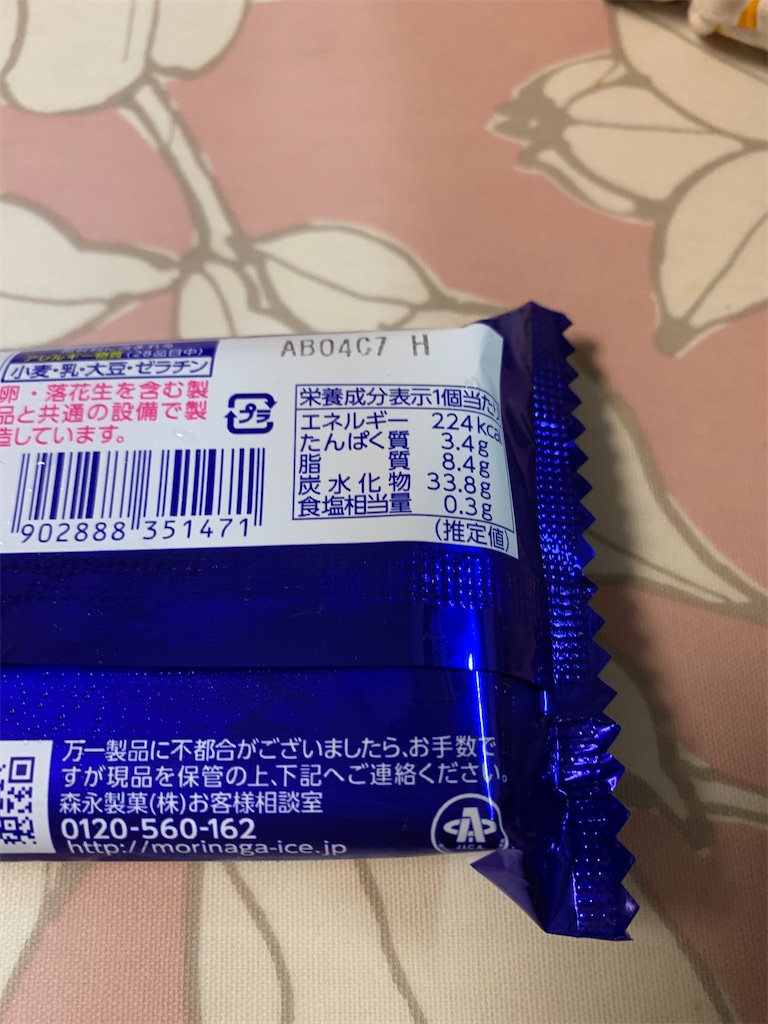 アレルギー物質(28品目中)
小麦・乳・大豆・ゼラチン
卵・落花生を含む製
品と共通の設備で製
造しています。
プラ
902888 351471
AB04C7 H
栄養成分表示1個当たり
エネルギー 224kcal
たんぱく質 3.4g
脂質 8.4g
炭水化物 33.8g
食塩相当量 0.3g
(推定値)
万一製品に不都合がございましたら、お手数で
すが現品を保管の上、下記へご連絡ください。
森永製菓(株)お客様相談室
0120-560-162
http://morinaga-ice.jp